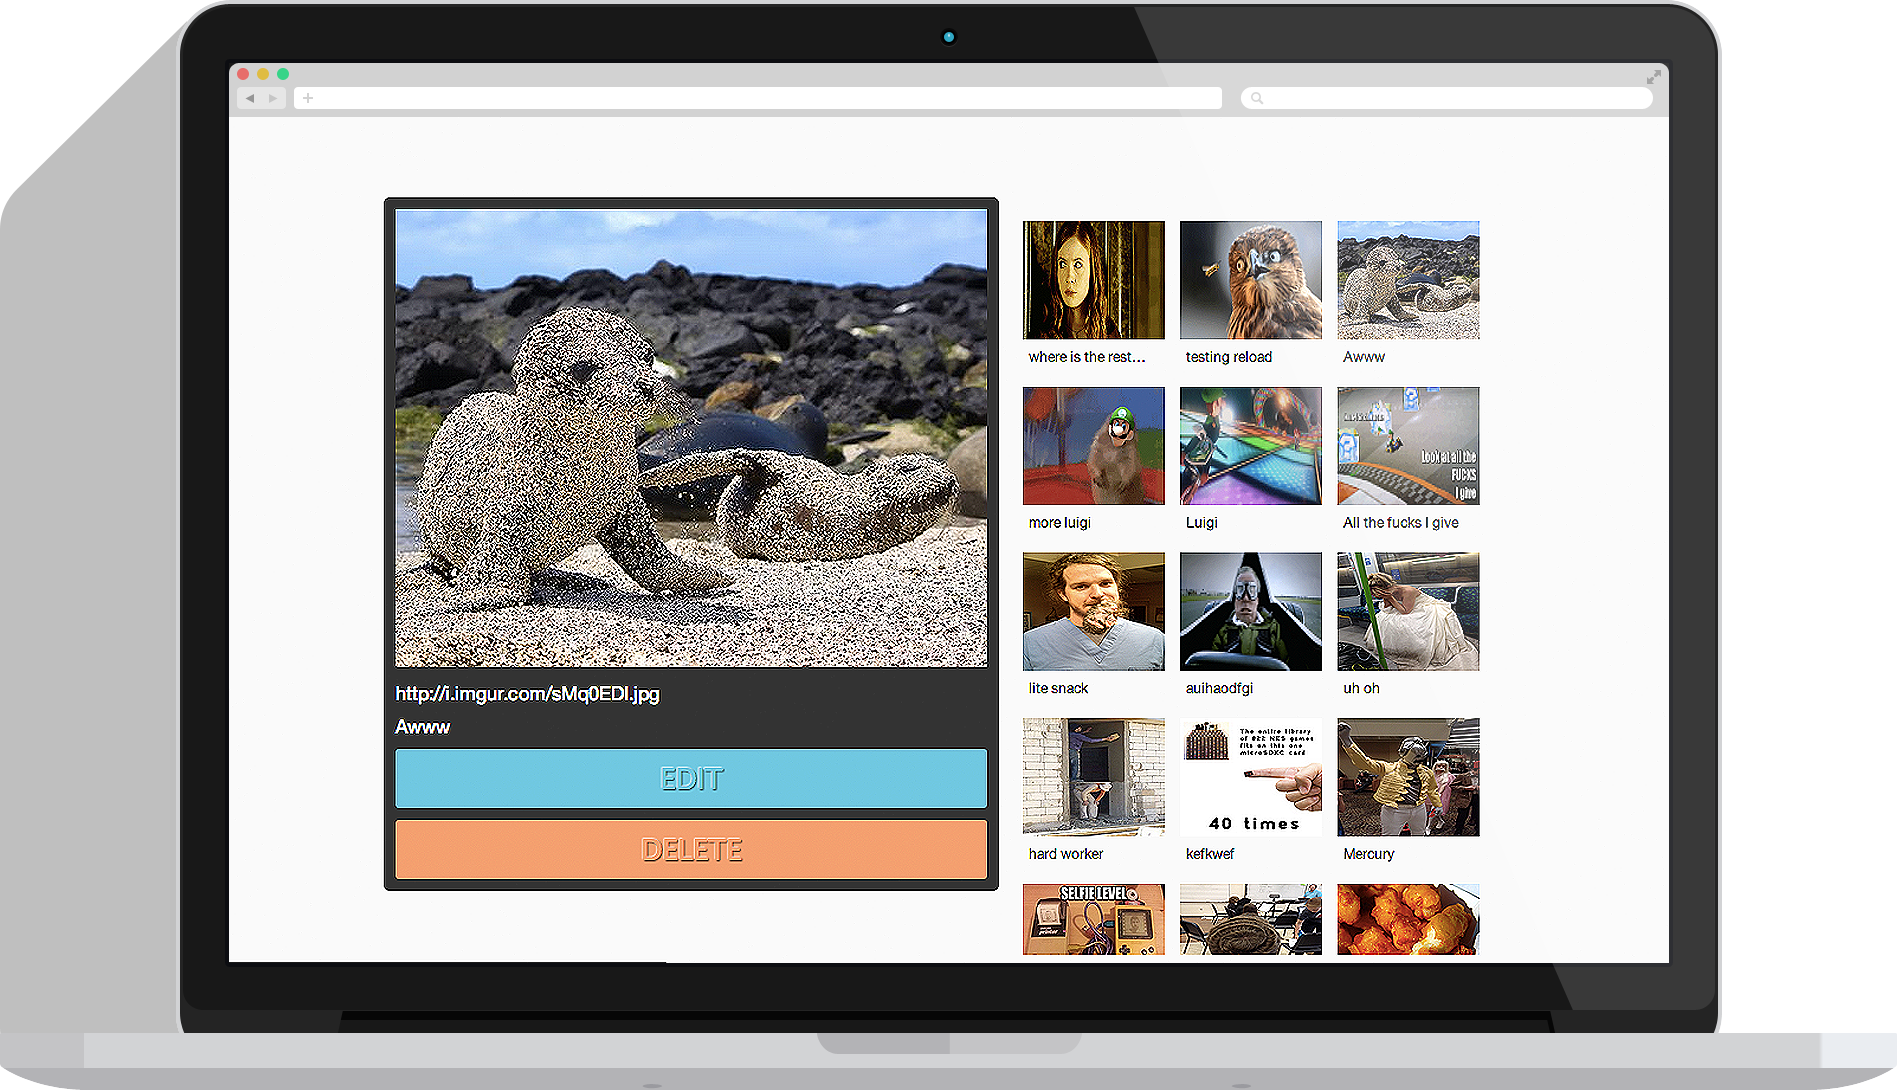 http://i.imgur.com/sMq0EDl.jpg
Awww
EDIT
DELETE
where is the rest...
testing reload
Awww
more luigi
Luigi
Look at all the
FUCKS
I give
All the fucks I give
lite snack
auihaodfgi
uh oh
The entire library
of 822 NES games
fits on this one
microSDXC card
40 times
hard worker
kefkwef
Mercury
SELFIE LEVEL